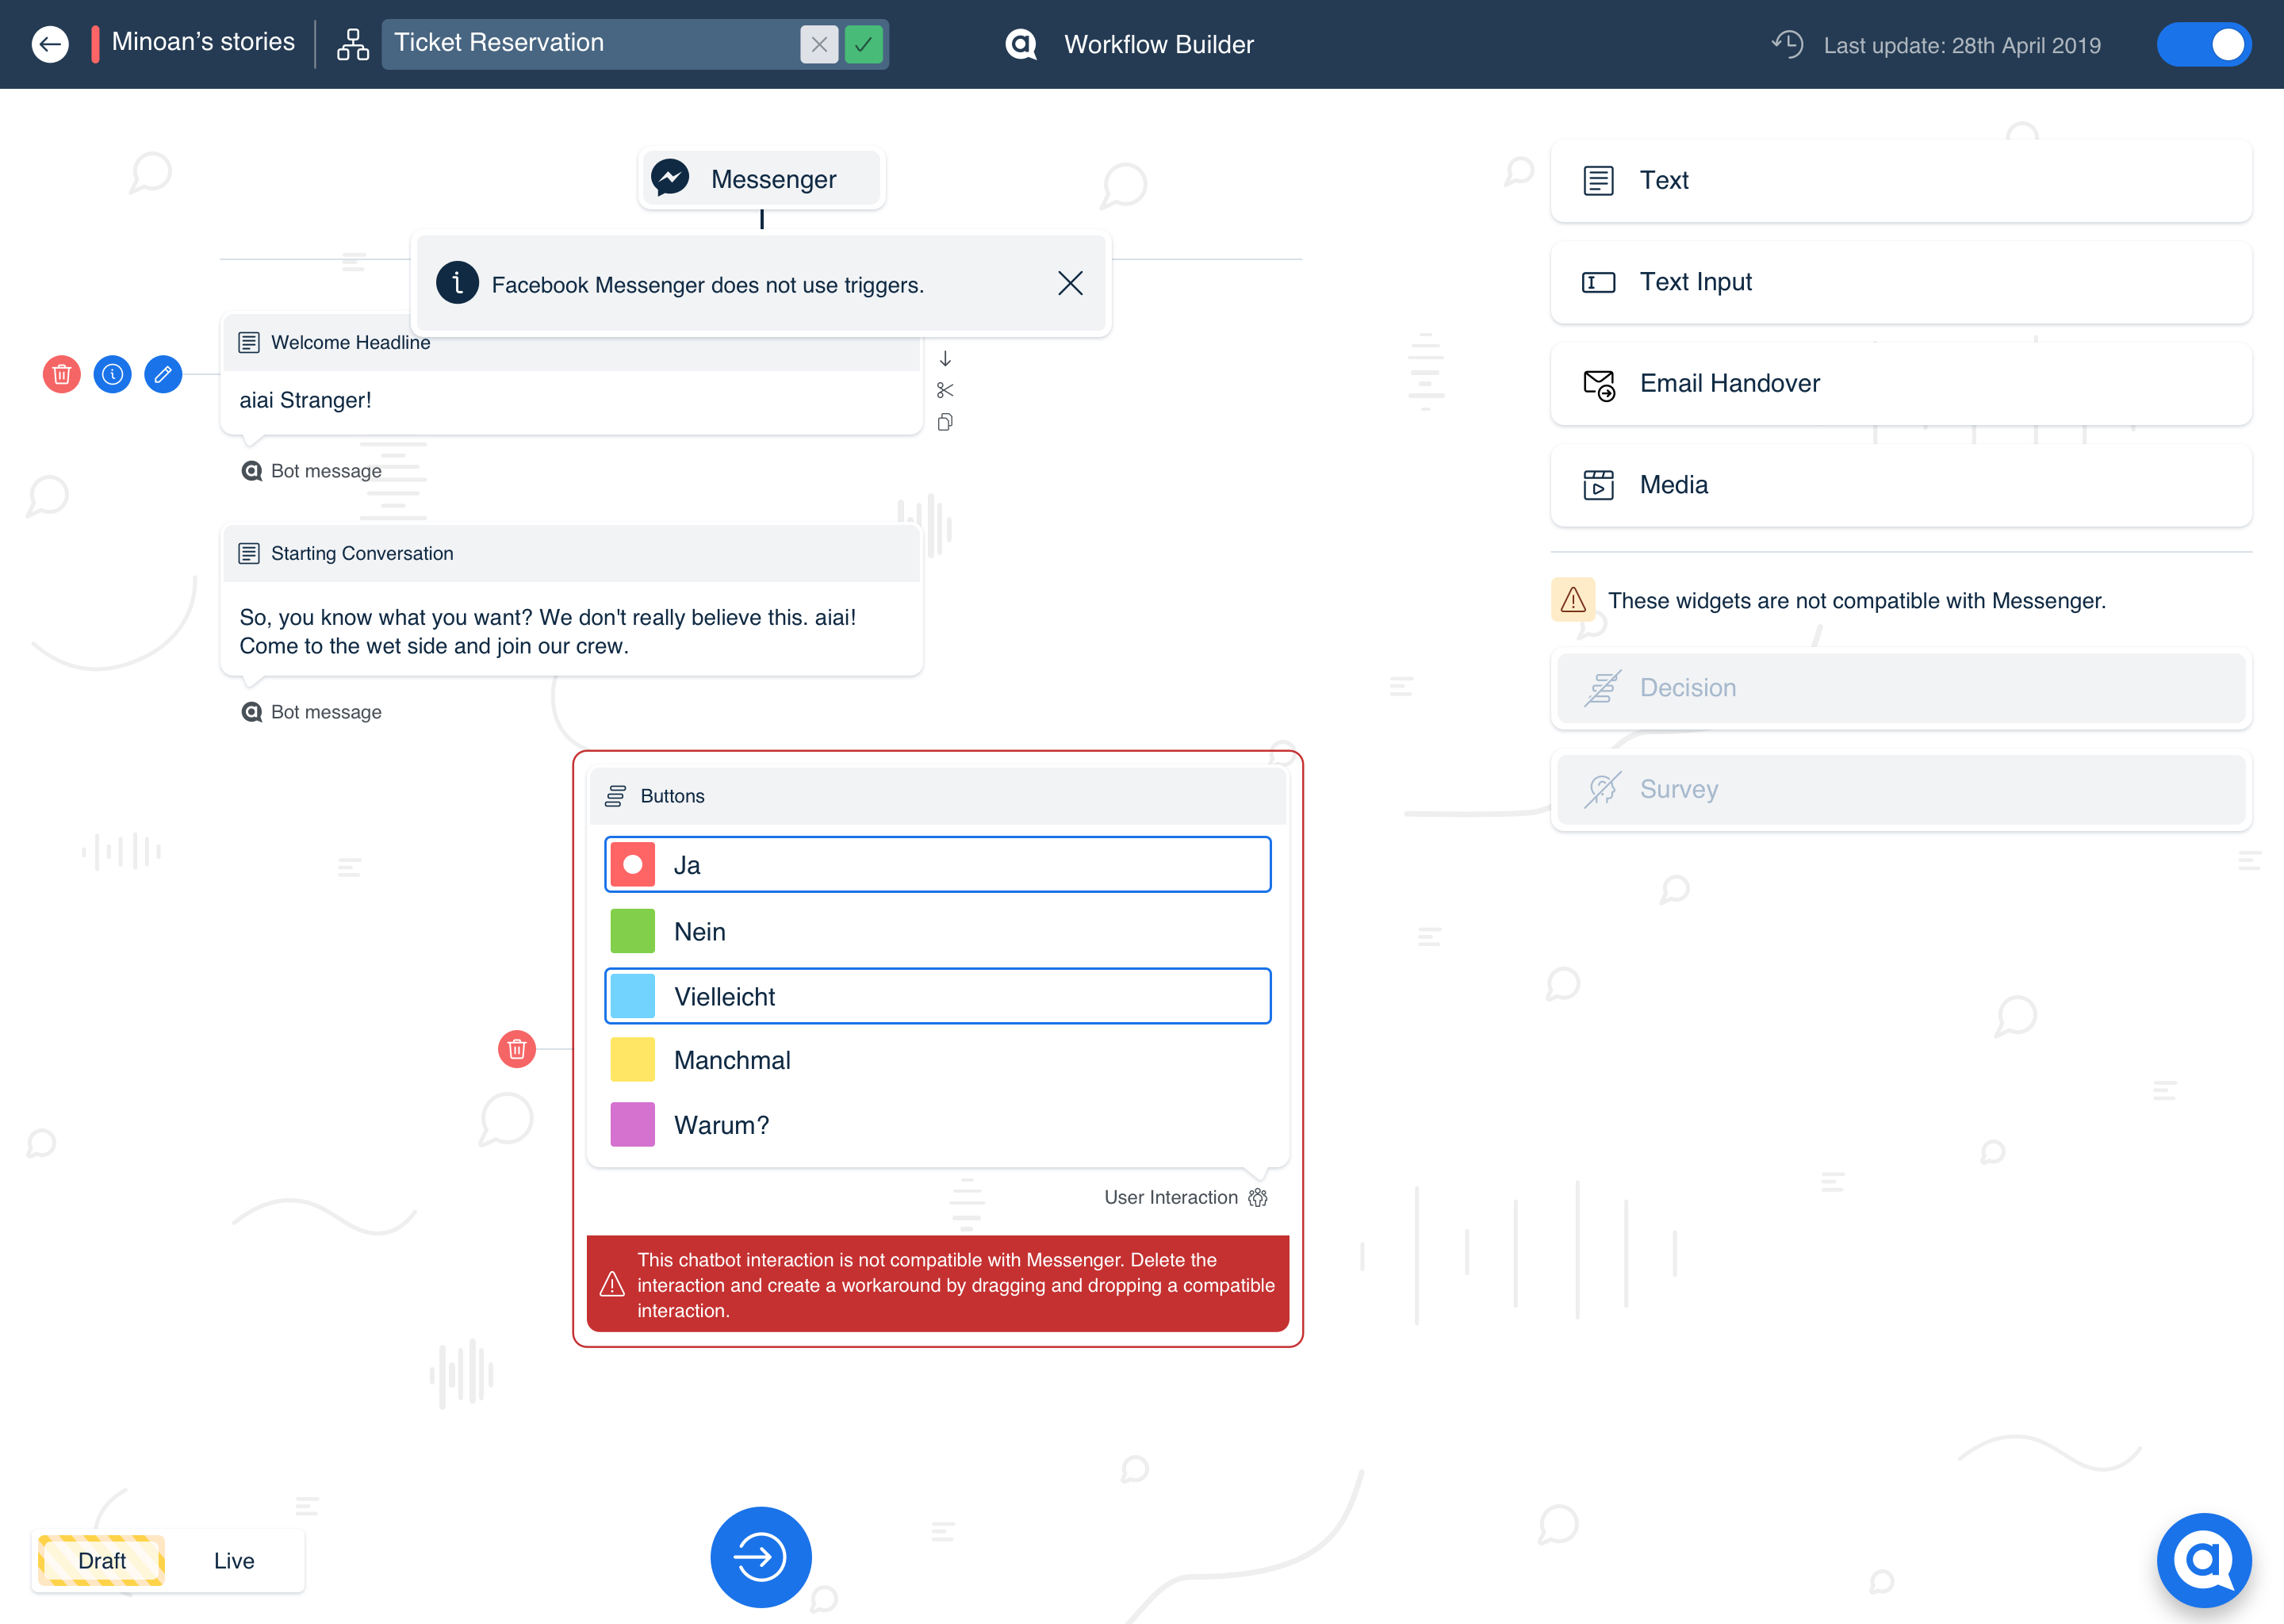 Minoan’s stories
Ticket Reservation
Workflow Builder
Last update: 28th April 2019
Messenger
Facebook Messenger does not use triggers.
Welcome Headline
aiai Stranger!
Bot message
Starting Conversation
So, you know what you want? We don't really believe this. aiai!
Come to the wet side and join our crew.
Bot message
Buttons
Ja
Nein
Vielleicht
Manchmal
Warum?
User Interaction
This chatbot interaction is not compatible with Messenger. Delete the
interaction and create a workaround by dragging and dropping a compatible
interaction.
Text
Text Input
Email Handover
Media
These widgets are not compatible with Messenger.
Decision
Survey
Draft
Live